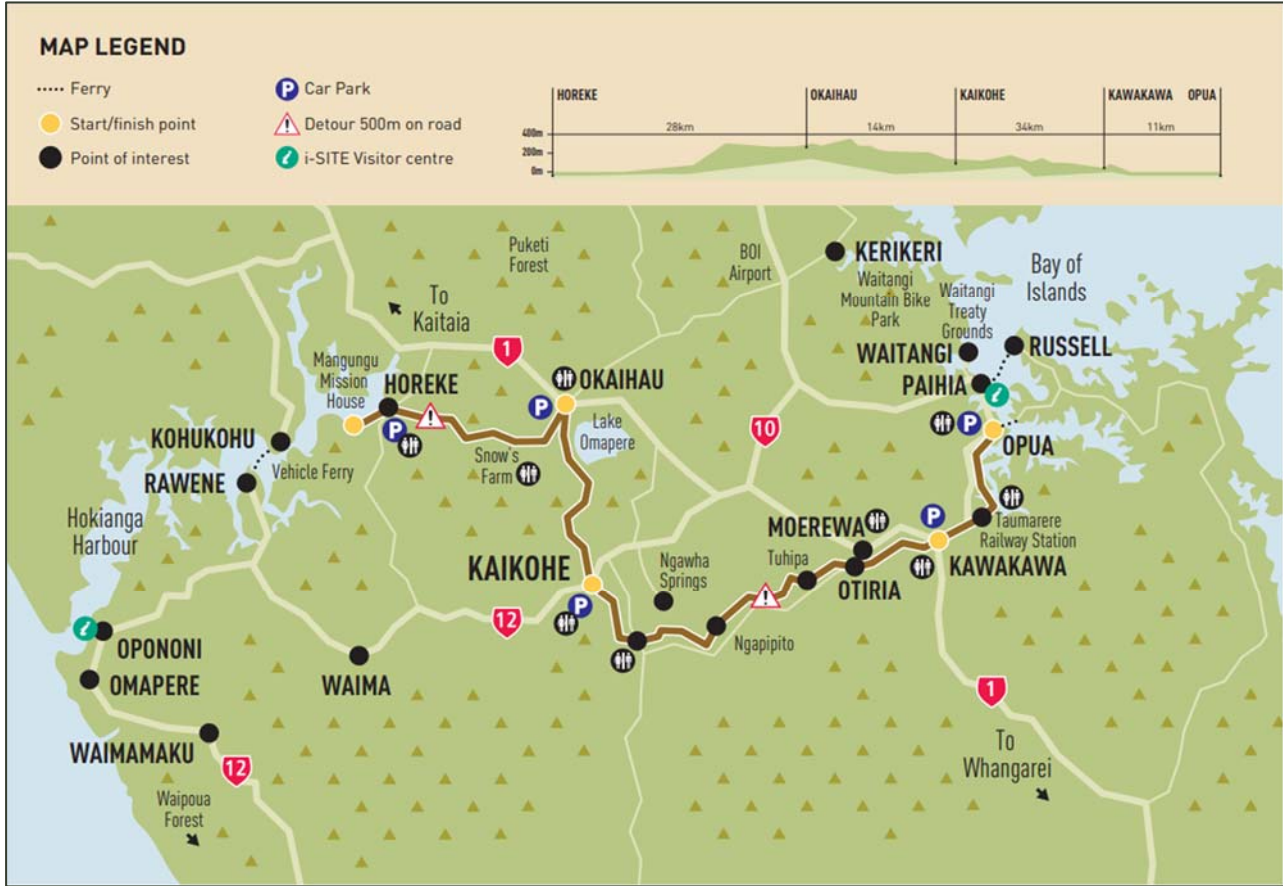 MAP LEGEND
Ferry
Start/finish point
Point of interest
P Car Park
Detour 500m on road
i-SITE Visitor centre
HOREKE
OKAIHAU
KAIKOHE
KAWAKAWA
OPUA
28km
14km
34km
11km
400m
200m
0m
Puketi
Forest
BOI
Airport
KERIKERI
Waitangi
Mountain Bike
Park
Waitangi
Treaty
Grounds
Bay of
Islands
To
Kaitaia
1
WAITANGI
RUSSELL
PAIHIA
i
Mangungu
Mission
House
HOREKE
P
OKAIHAU
P
Lake
Omapere
10
P
OPUA
KOHUKOHU
Vehicle Ferry
RAWENE
Snow's
Farm
Hokianga
Harbour
MOEREWA
P
Taumarere
Railway Station
Tuhipa
OTIRIA
KAWAKAWA
KAIKOHE
P
Ngawha
Springs
12
Ngapipito
i
OPONONI
OMAPERE
WAIMA
WAIMAMAKU
12
Waipoua
Forest
1
To
Whangarei